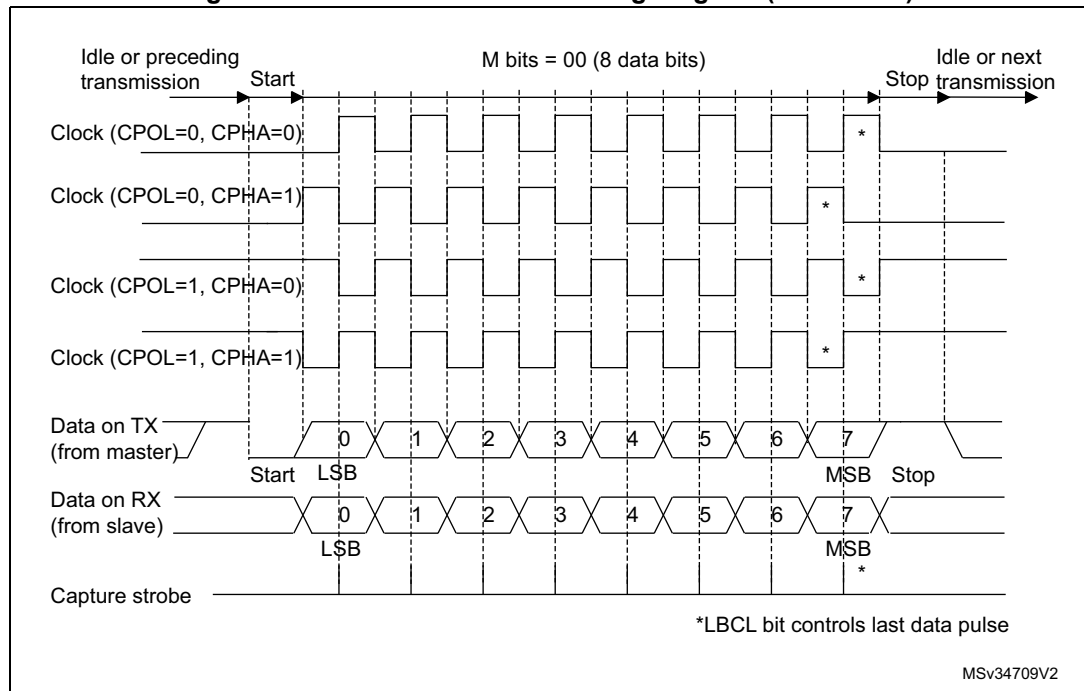 Idle or preceding
transmission
Start
M bits = 00 (8 data bits)
Stop
Idle or next
transmission
Clock (CPOL=0, CPHA=0)
*
Clock (CPOL=0, CPHA=1)
*
Clock (CPOL=1, CPHA=0)
*
Clock (CPOL=1, CPHA=1)
*
Data on TX
(from master)
0 1 2 3 4 5 6 7
Start LSB MSB Stop
Data on RX
(from slave)
0 1 2 3 4 5 6 7
LSB MSB
*
Capture strobe
*LBCL bit controls last data pulse
MSv34709V2